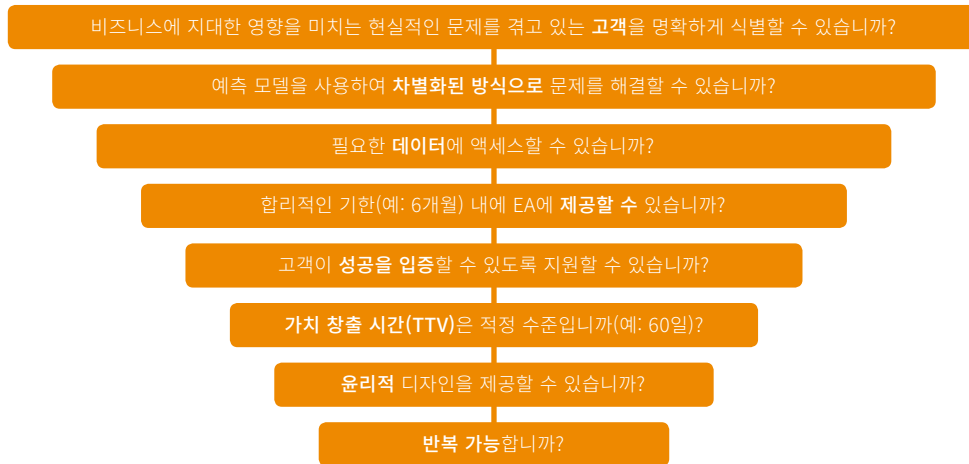 비즈니스에 지대한 영향을 미치는 현실적인 문제를 겪고 있는 고객을 명확하게 식별할 수 있습니까?
예측 모델을 사용하여 차별화된 방식으로 문제를 해결할 수 있습니까?
필요한 데이터에 액세스할 수 있습니까?
합리적인 기한(예: 6개월) 내에 EA에 제공할 수 있습니까?
고객이 성공을 입증할 수 있도록 지원할 수 있습니까?
가치 창출 시간(TTV)은 적정 수준입니까(예: 60일)?
윤리적 디자인을 제공할 수 있습니까?
반복 가능합니까?